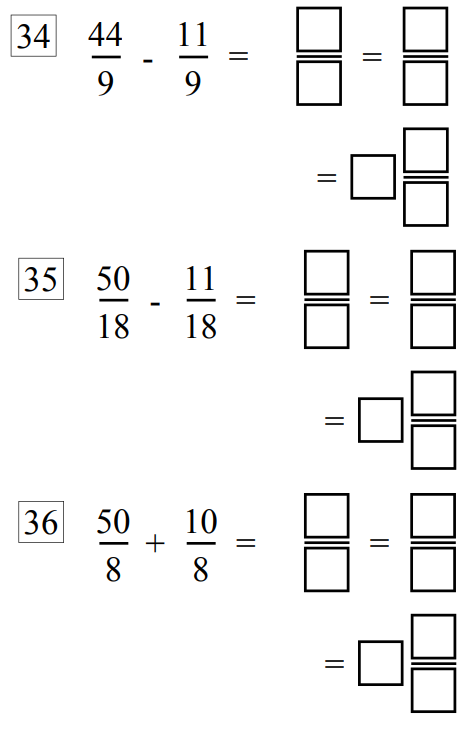 34 44/9 - 11/9 = □/□ = □/□
= □ □/□
35 50/18 - 11/18 = □/□ = □/□
= □ □/□
36 50/8 + 10/8 = □/□ = □/□
= □ □/□